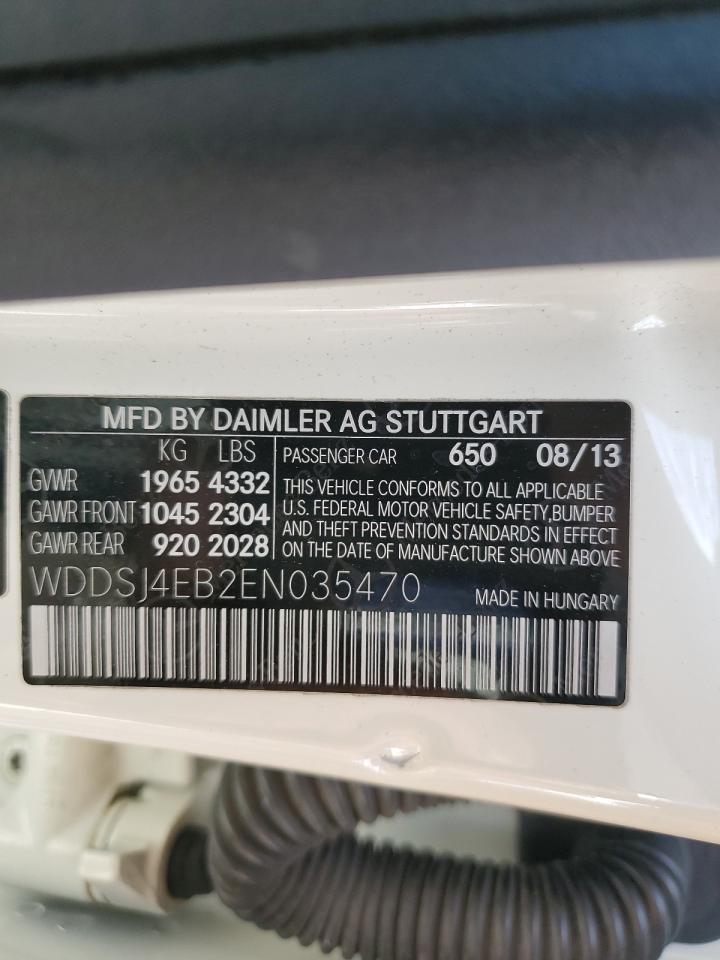 MFD BY DAIMLER AG STUTTGART
KG LBS
GVWR 1965 4332
GAWR FRONT 1045 2304
GAWR REAR 920 2028
PASSENGER CAR 650 08/13
THIS VEHICLE CONFORMS TO ALL APPLICABLE
U.S. FEDERAL MOTOR VEHICLE SAFETY,BUMPER
AND THEFT PREVENTION STANDARDS IN EFFECT
ON THE DATE OF MANUFACTURE SHOWN ABOVE
WDDSJ4EB2EN035470
MADE IN HUNGARY